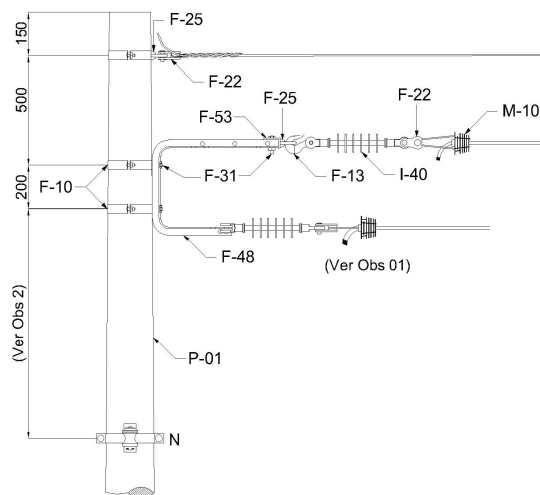 150
F-25
F-22
500
F-53
F-25
F-22
M-10
F-10
F-31
F-13
I-40
200
F-48
(Ver Obs 01)
(Ver Obs 2)
P-01
N